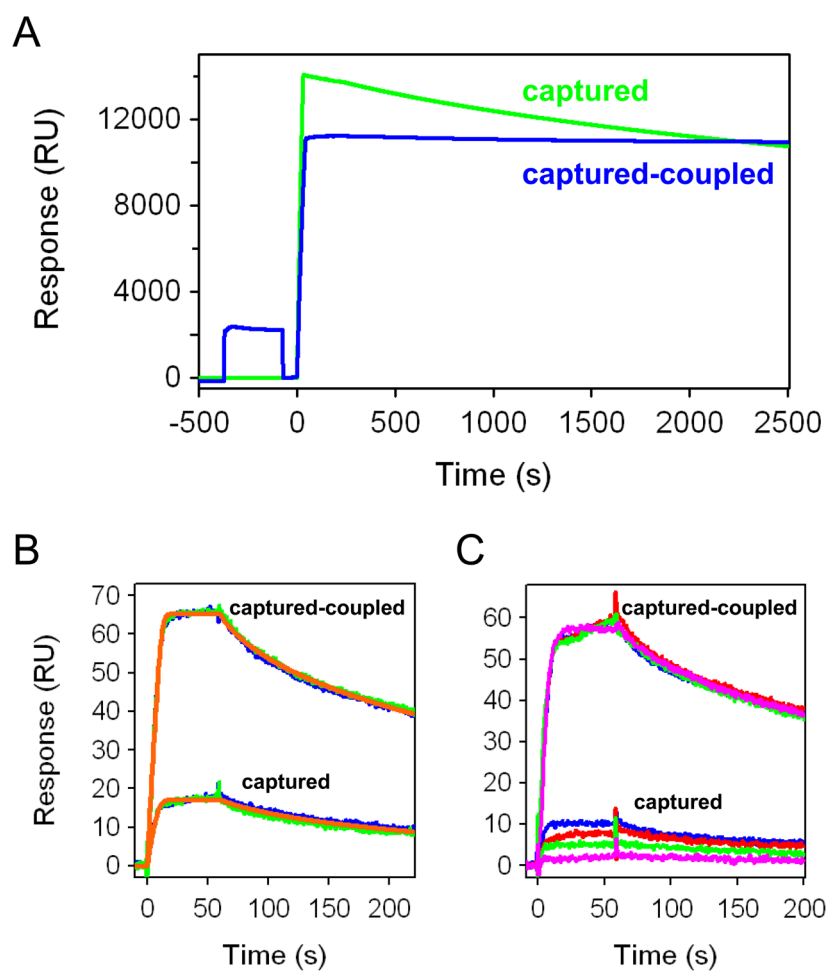 A
captured
captured-coupled
12000
8000
4000
0
Response (RU)
-500 0 500 1000 1500 2000 2500
Time (s)
B
captured-coupled
captured
70
60
50
40
30
20
10
0
Response (RU)
0 50 100 150 200
Time (s)
C
captured-coupled
captured
60
50
40
30
20
10
0
0 50 100 150 200
Time (s)